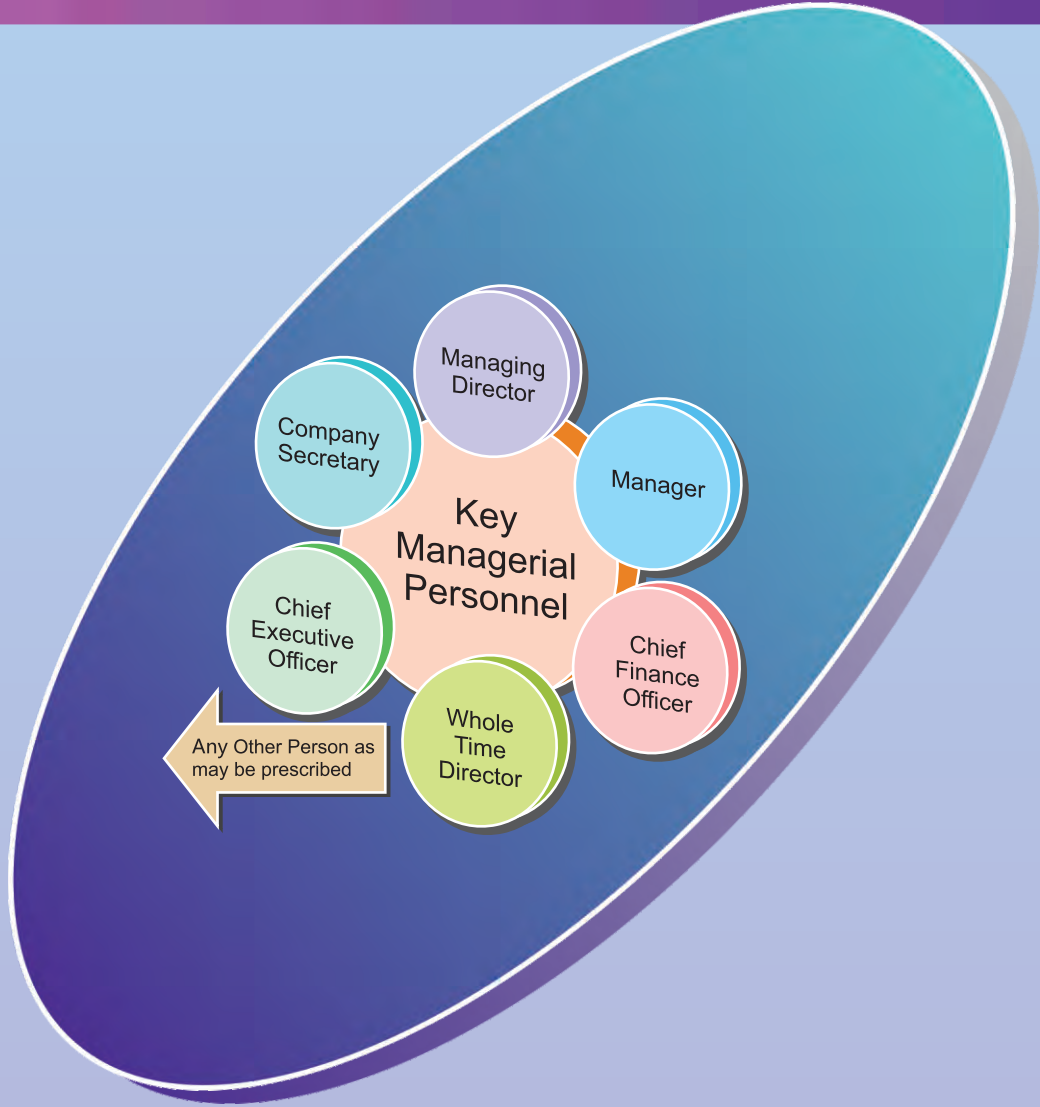 Managing
Director
Company
Secretary
Manager
Key
Managerial
Personnel
Chief
Executive
Officer
Chief
Finance
Officer
Whole
Time
Director
Any Other Person as
may be prescribed